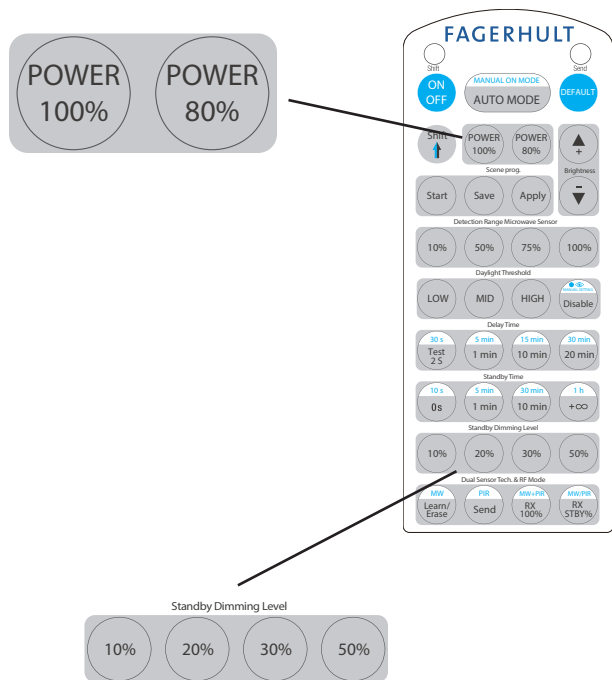 POWER 100%
POWER 80%
FAGERHULT
Shift
Send
ON OFF
MANUAL ON MODE
AUTO MODE
DEFAULT
Shift
POWER 100%
POWER 80%
+
Brightness
-
Scene prog.
Start Save Apply
Detection Range Microwave Sensor
10% 50% 75% 100%
Daylight Threshold
MANUAL SETTING
LOW MID HIGH Disable
Delay Time
30 s 5 min 15 min 30 min
Test 2 S 1 min 10 min 20 min
Standby Time
10 s 5 min 30 min 1 h
0s 1 min 10 min +∞
Standby Dimming Level
10% 20% 30% 50%
Dual Sensor Tech. & RF Mode
MW PIR MW+PIR MW/PIR
Learn/ Erase Send RX 100% RX STBY%
Standby Dimming Level
10% 20% 30% 50%